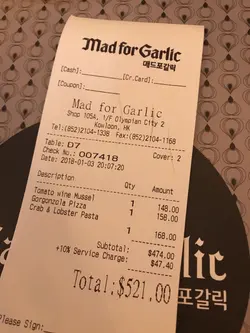 Mad for Garlic
매드포갈릭
[Cash]: [Cr.Card]:
[Coupon]:
Mad for Garlic
Shop 105A, 1/F Olympian City 2
Kowloon, HK
Tel:(852)2104-1338 Fax:(852)2104-1168
Table: D7
Check No.: 007418 Cover: 2
Date: 2018-01-03 20:07:20
Description Qty Amount
Tomato Wine Mussel 1 148.00
Gorgonzola Pizza 1 158.00
Crab & Lobster Pasta
1 168.00
Subtotal: $474.00
+10% Service Charge: $47.40
Total:$521.00
Please Sign:
lic
포갈릭